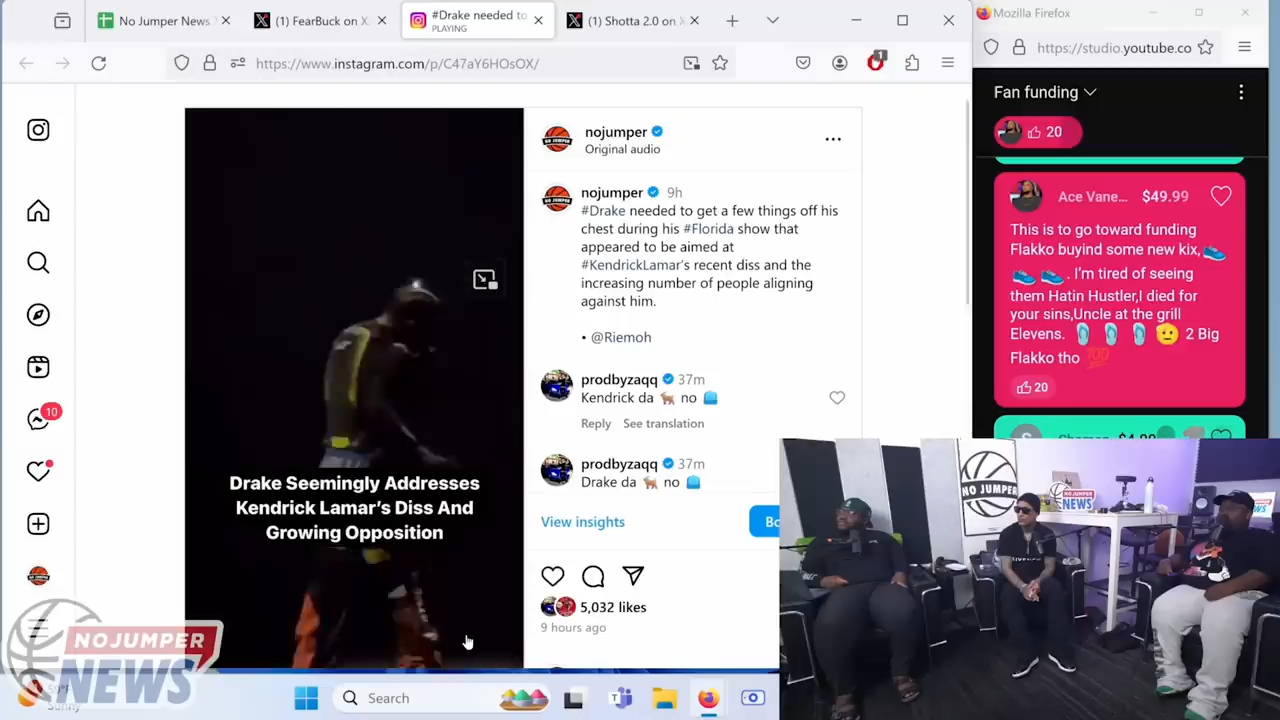 No Jumper News
(1) FearBuck on X
#Drake needed to
PLAYING
(1) Shotta 2.0 on X
https://www.instagram.com/p/C47aY6HOsOX/
1
Mozilla Firefox
https://studio.youtube.co
Fan funding
20
Ace Vane... $49.99
This is to go toward funding
Flakko buyind some new kix,👟
👟👟. I'm tired of seeing
them Hatin Hustler,I died for
your sins,Uncle at the grill
Elevens. 🩴 🩴 🩴 🫡 2 Big
Flakko tho 💯
20
$4.99
nojumper
Original audio
nojumper 9h
#Drake needed to get a few things off his
chest during his #Florida show that
appeared to be aimed at
#KendrickLamar's recent diss and the
increasing number of people aligning
against him.
• @Riemoh
prodbyzaqq 37m
Kendrick da 🐐 no 🧢
Reply See translation
prodbyzaqq 37m
Drake da 🐐 no 🧢
View insights
Bo
5,032 likes
9 hours ago
10
Drake Seemingly Addresses
Kendrick Lamar's Diss And
Growing Opposition
NOJUMPER
NEWS
Sunny
Search
NO JUMPER
NOJUMPER
NEWS